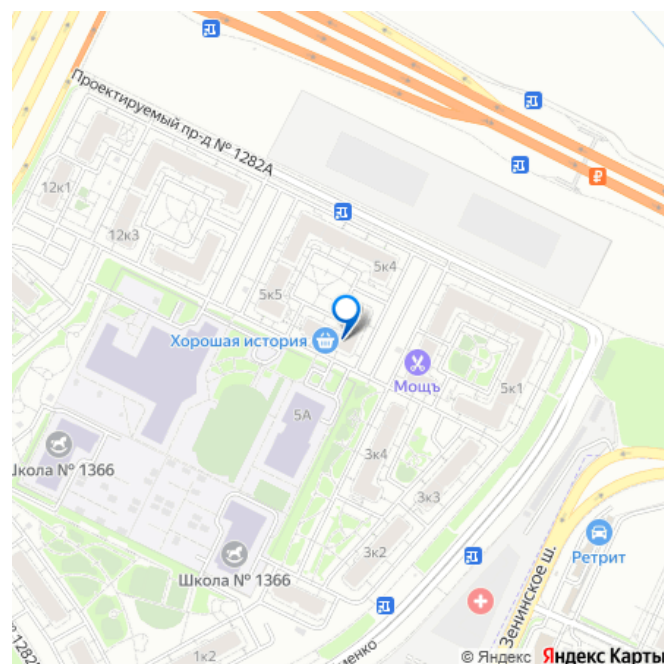 Проектируемый пр-д № 1282А
12к1
12к3
5к4
5к5
Хорошая история
Мощъ
5к1
5А
3к4
Школа № 1366
3к3
Ретрит
Зенинское ш.
3к2
Школа № 1366
1к2
© Яндекс Яндекс Карты